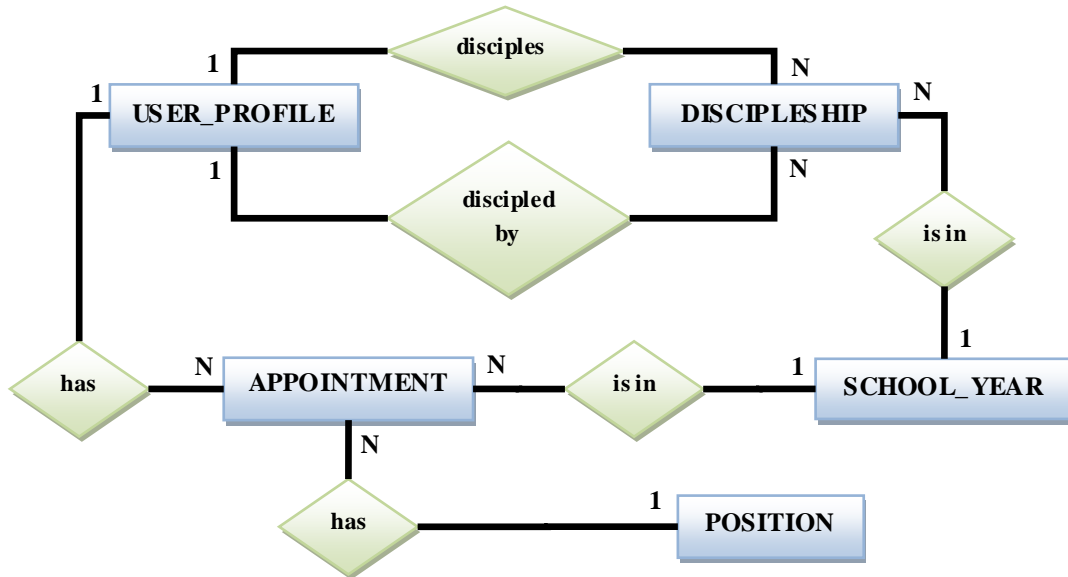 disciples
1
N
1
N
USER_PROFILE
DISCIPLESHIP
1
N
discipled
by
is in
1
N
N
1
has
APPOINTMENT
is in
SCHOOL_YEAR
N
1
has
POSITION